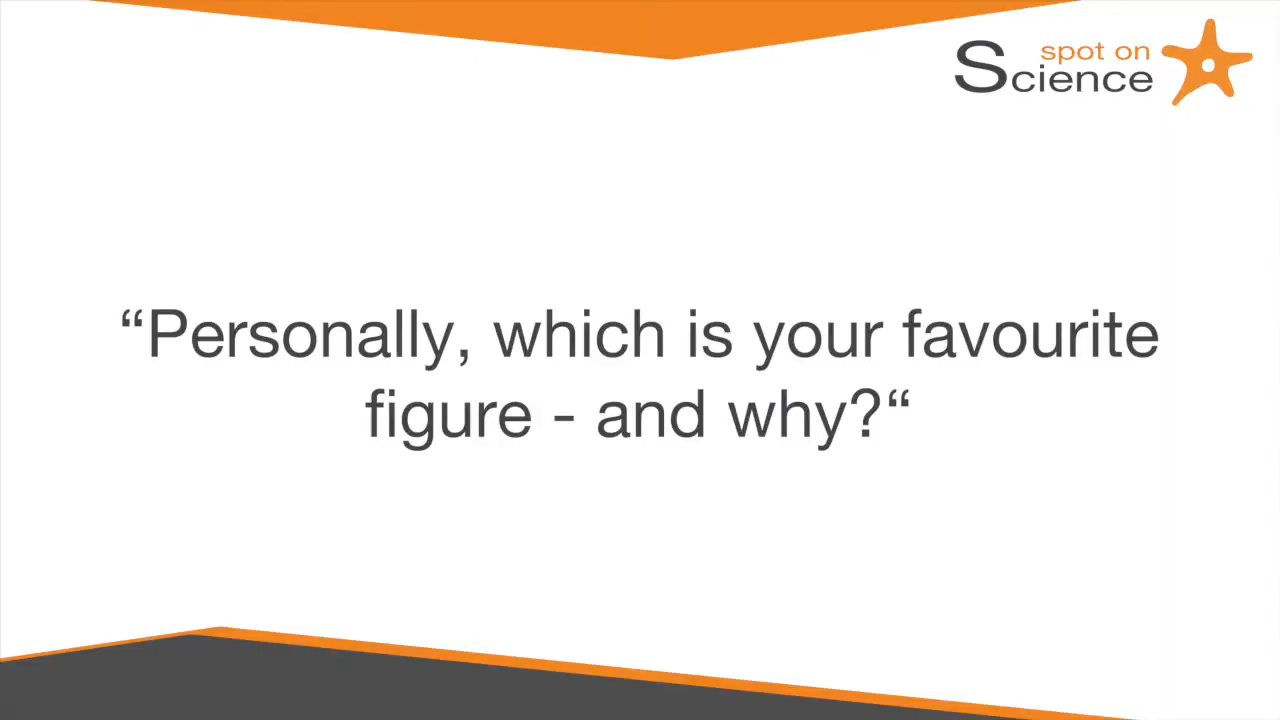 spot on
Science
“Personally, which is your favourite
figure - and why?“